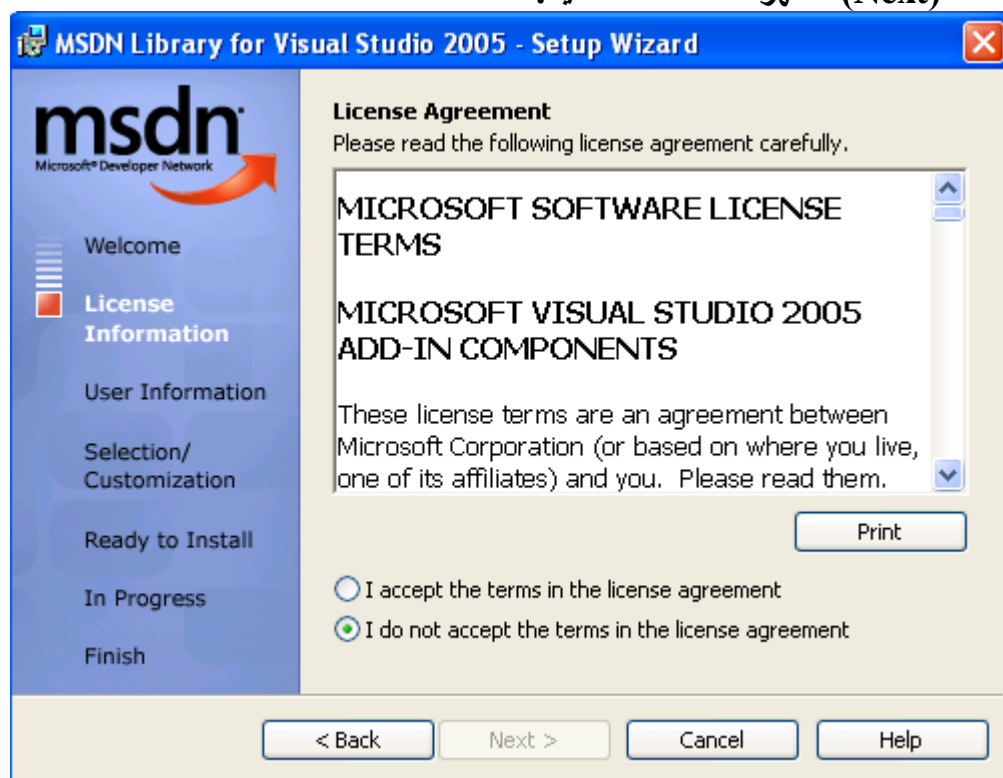 (Next)
MSDN Library for Visual Studio 2005 - Setup Wizard
msdn
Microsoft® Developer Network
Welcome
License
Information
User Information
Selection/
Customization
Ready to Install
In Progress
Finish
License Agreement
Please read the following license agreement carefully.
MICROSOFT SOFTWARE LICENSE
TERMS
MICROSOFT VISUAL STUDIO 2005
ADD-IN COMPONENTS
These license terms are an agreement between
Microsoft Corporation (or based on where you live,
one of its affiliates) and you.  Please read them.
Print
I accept the terms in the license agreement
I do not accept the terms in the license agreement
< Back
Next >
Cancel
Help